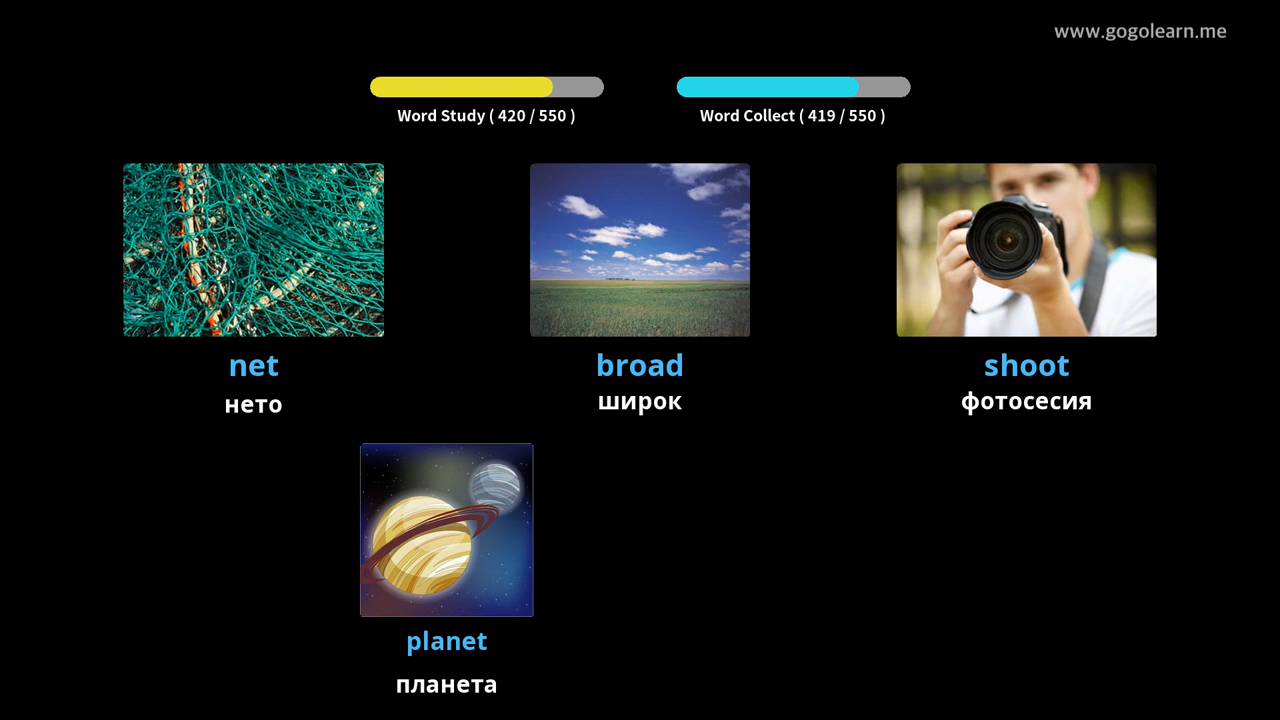 www.gogolearn.me
Word Study ( 420 / 550 )
Word Collect ( 419 / 550 )
net
нето
broad
широк
shoot
фотосесия
planet
планета